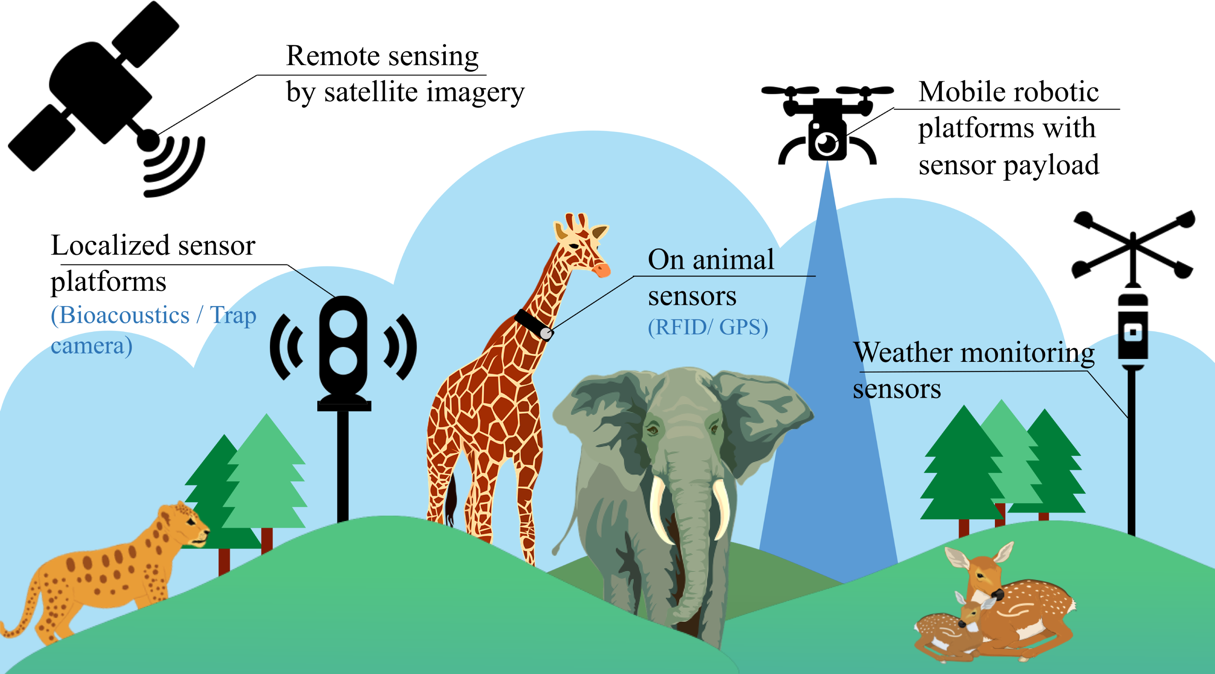 Remote sensing
by satellite imagery
Mobile robotic
platforms with
sensor payload
Localized sensor
platforms
(Bioacoustics / Trap
camera)
On animal
sensors
(RFID/ GPS)
Weather monitoring
sensors